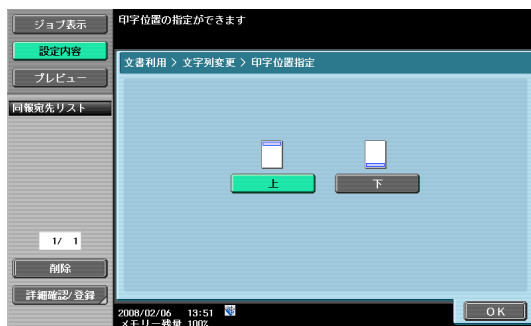 ジョブ表示
設定内容
プレビュー
同報宛先リスト
1/ 1
削除
詳細確認/登録
印字位置の指定ができます
文書利用 > 文字列変更 > 印字位置指定
上
下
2008/02/06 13:51
メモリー残量 100%
OK